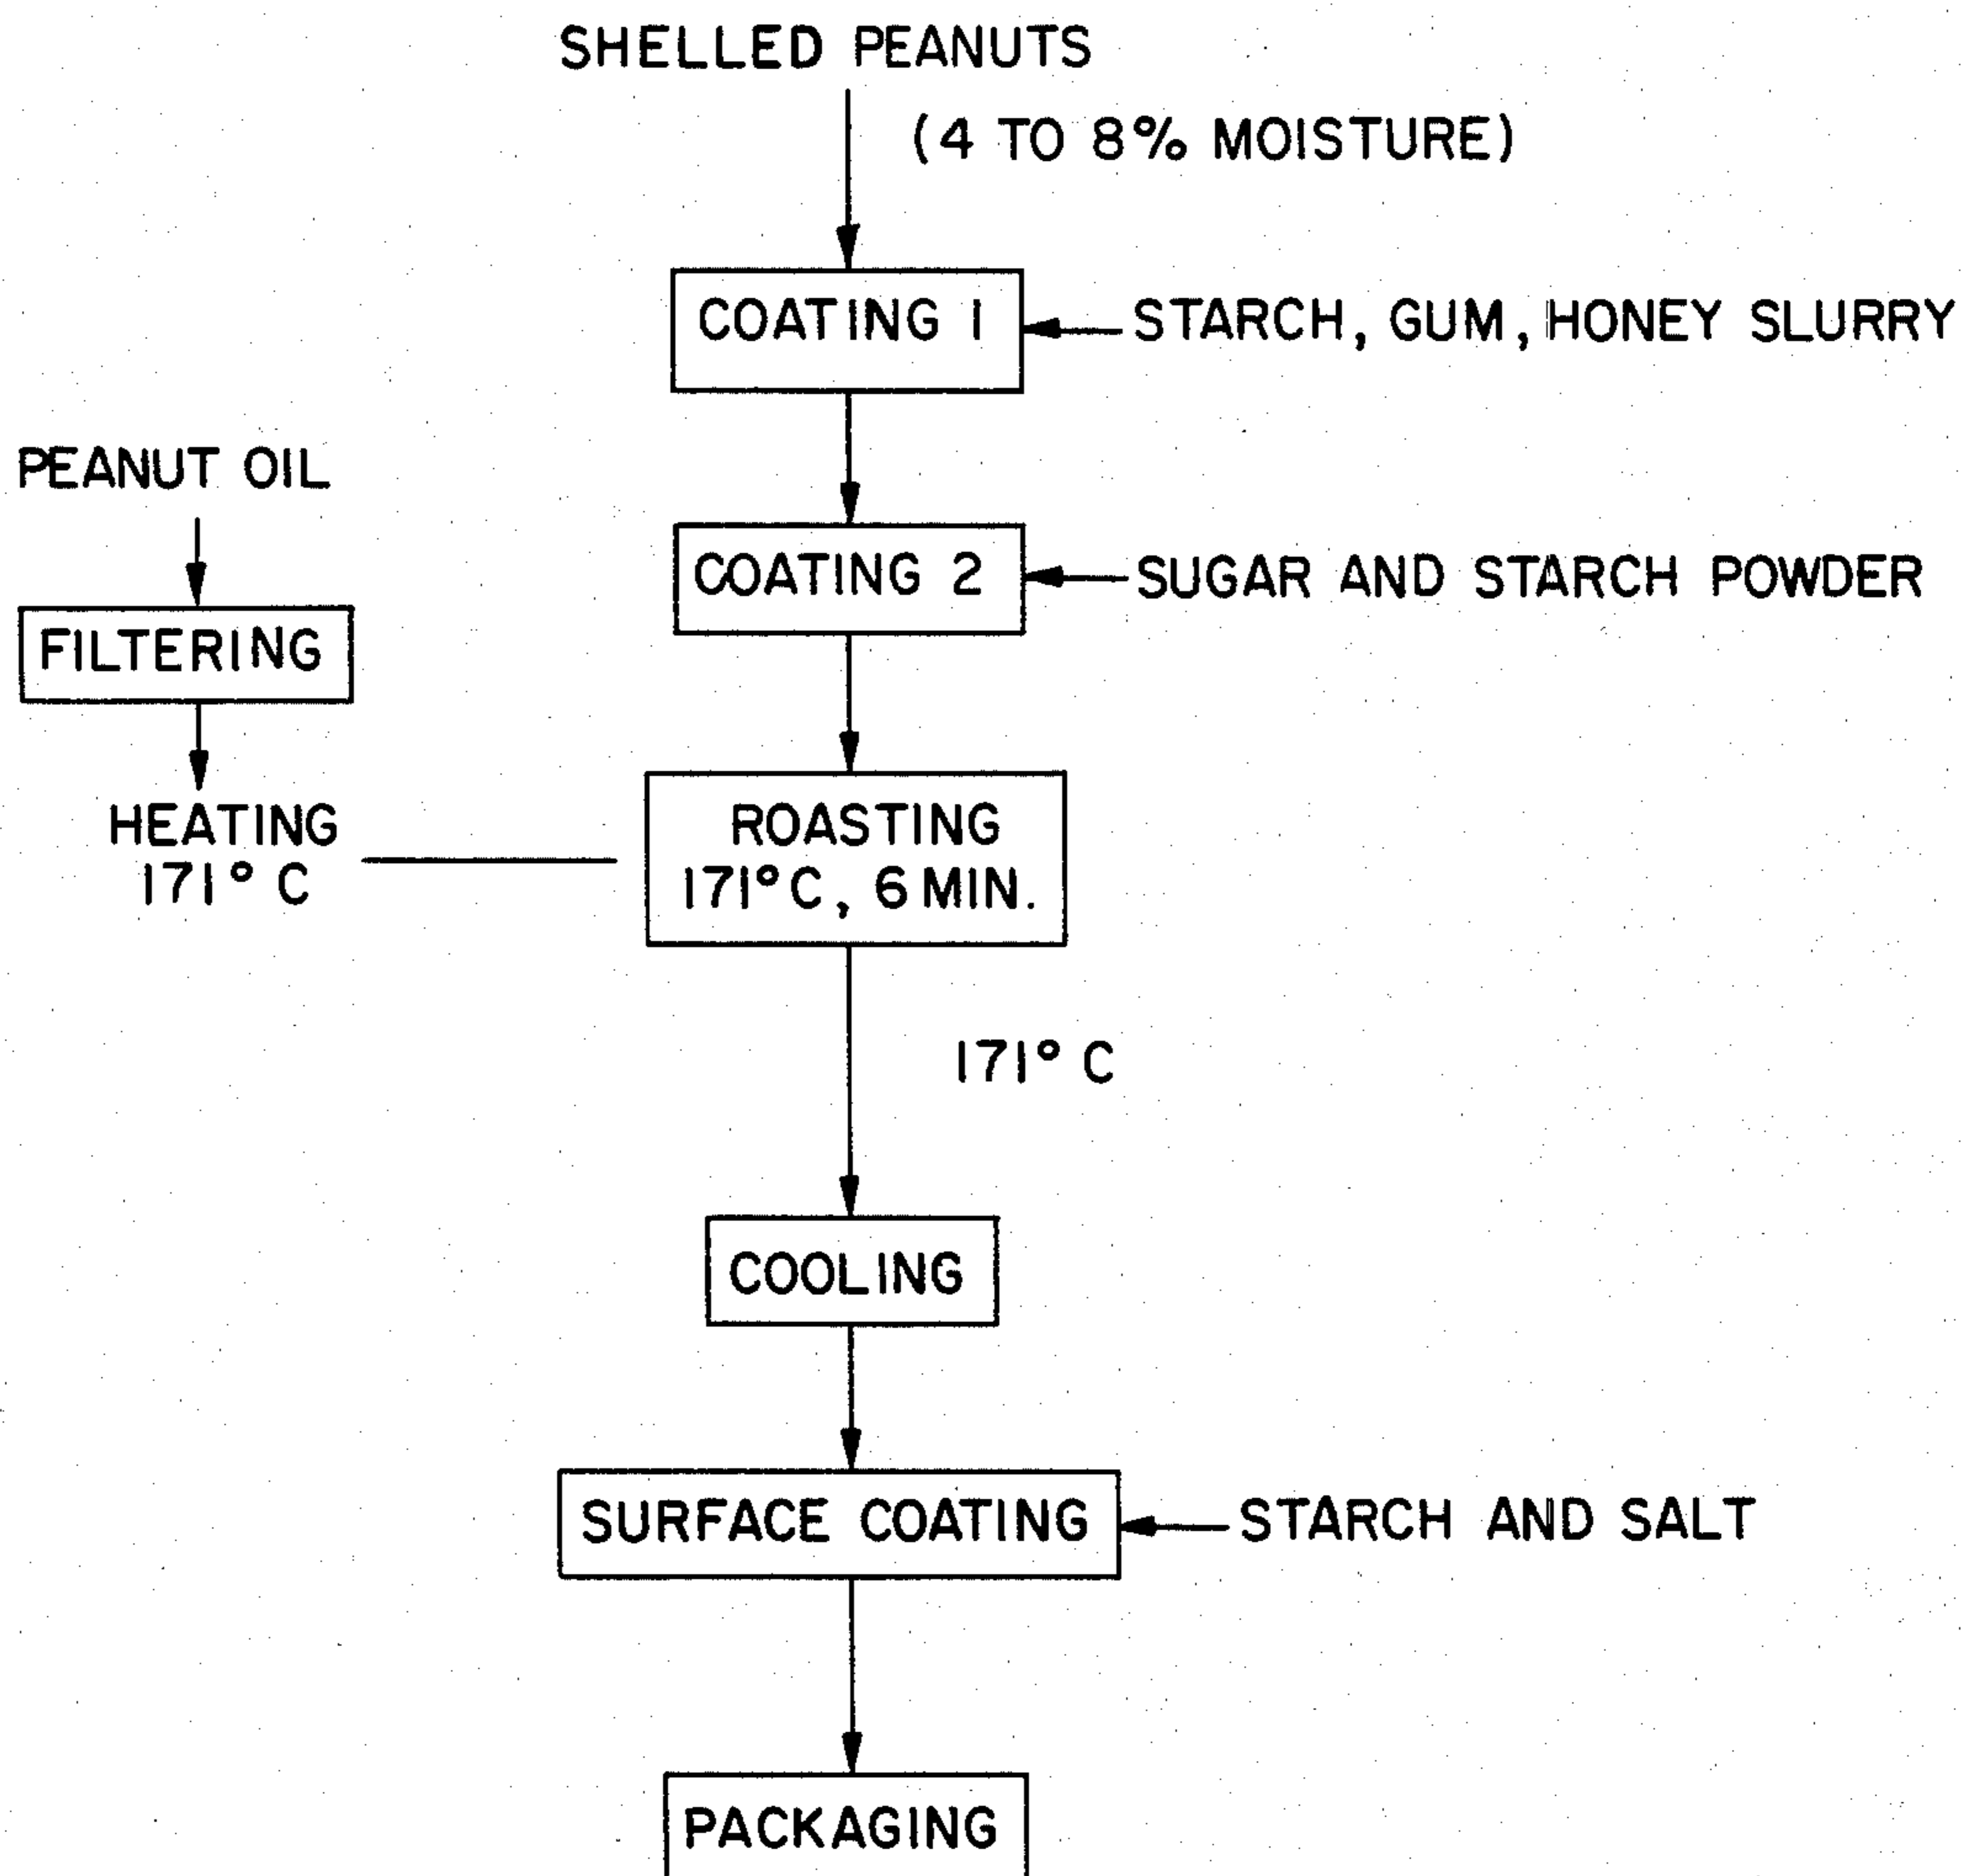 SHELLED PEANUTS
(4 TO 8% MOISTURE)
COATING 1
STARCH, GUM, HONEY SLURRY
PEANUT OIL
COATING 2
SUGAR AND STARCH POWDER
FILTERING
HEATING
171° C
ROASTING
171° C, 6 MIN.
171° C
COOLING
SURFACE COATING
STARCH AND SALT
PACKAGING